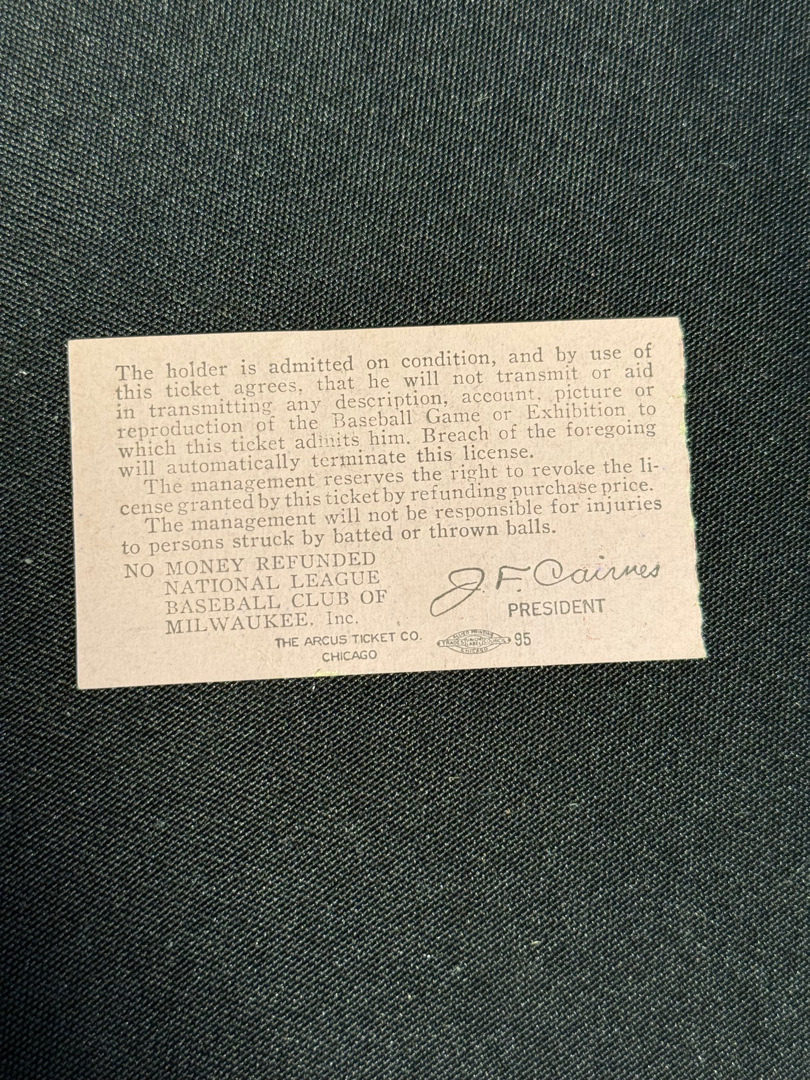 The holder is admitted on condition, and by use of
this ticket agrees, that he will not transmit or aid
in transmitting any description, account, picture or
reproduction of the Baseball Game or Exhibition to
which this ticket admits him. Breach of the foregoing
will automatically terminate this license.
The management reserves the right to revoke the li-
cense granted by this ticket by refunding purchase price.
The management will not be responsible for injuries
to persons struck by batted or thrown balls.
NO MONEY REFUNDED
NATIONAL LEAGUE
BASEBALL CLUB OF
MILWAUKEE, Inc.
J. F. Cairnes
PRESIDENT
THE ARCUS TICKET CO.
CHICAGO
95